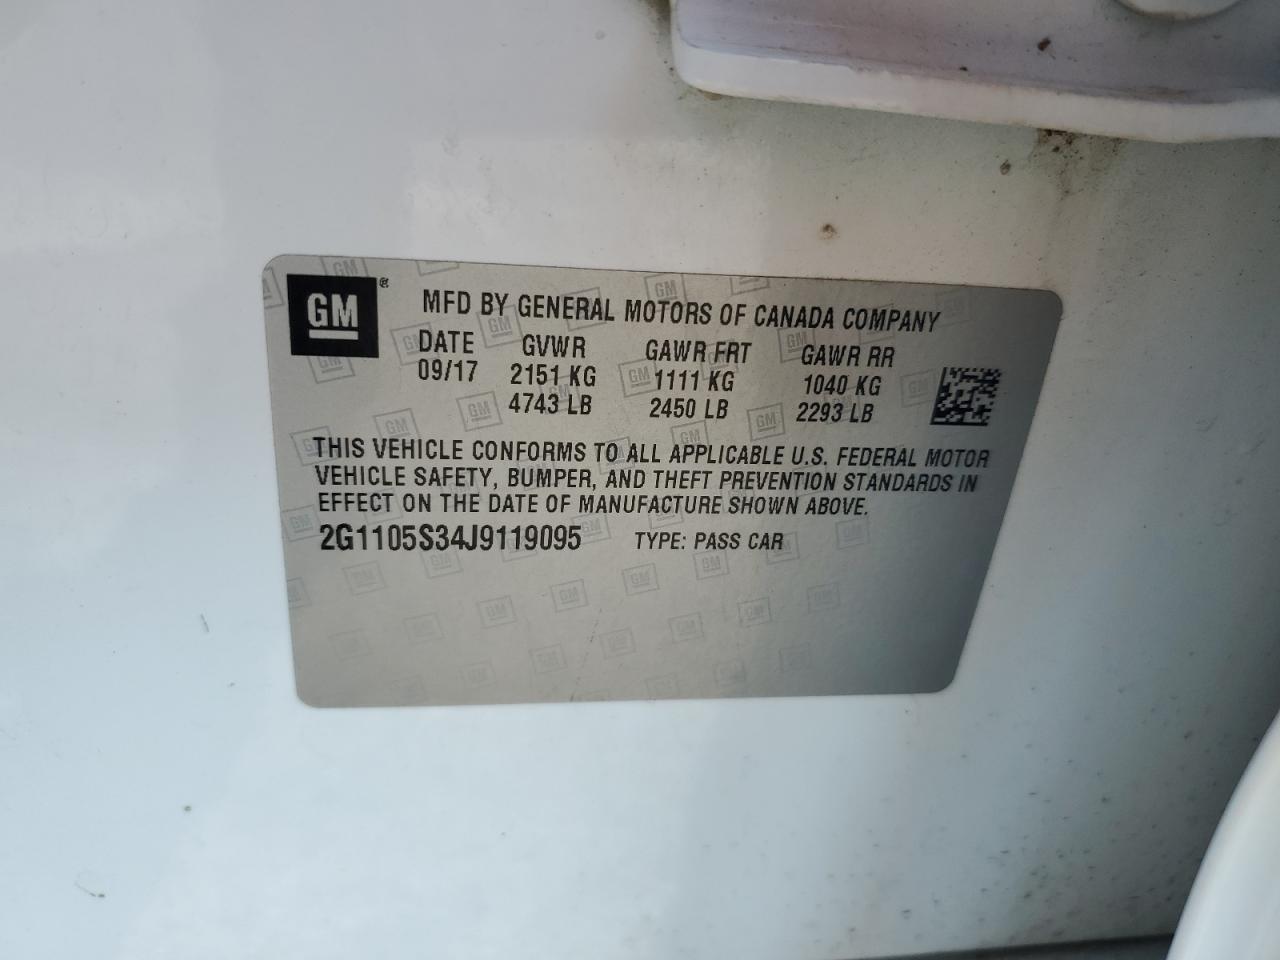 GM ®
MFD BY GENERAL MOTORS OF CANADA COMPANY
DATE GVWR GAWR FRT GAWR RR
09/17 2151 KG 1111 KG 1040 KG
4743 LB 2450 LB 2293 LB
THIS VEHICLE CONFORMS TO ALL APPLICABLE U.S. FEDERAL MOTOR
VEHICLE SAFETY, BUMPER, AND THEFT PREVENTION STANDARDS IN
EFFECT ON THE DATE OF MANUFACTURE SHOWN ABOVE.
2G1105S34J9119095 TYPE: PASS CAR